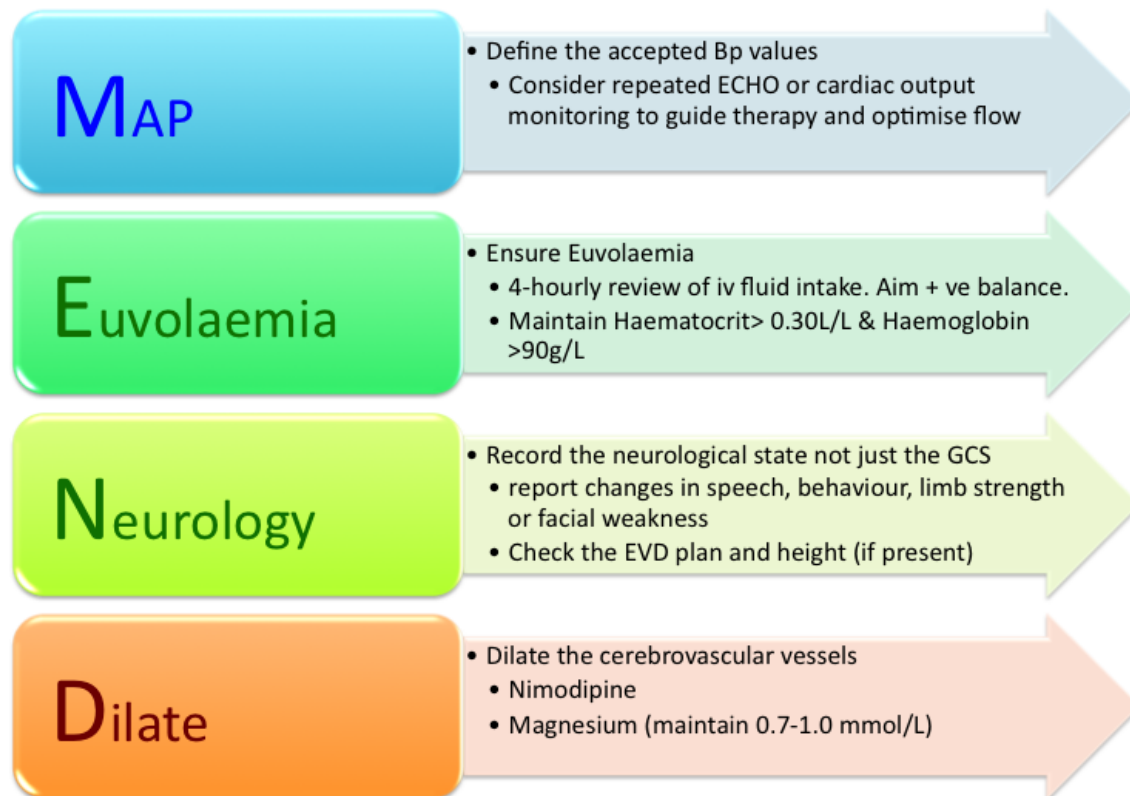 MAP
• Define the accepted Bp values
• Consider repeated ECHO or cardiac output
monitoring to guide therapy and optimise flow
Euvolaemia
• Ensure Euvolaemia
• 4-hourly review of iv fluid intake. Aim + ve balance.
• Maintain Haematocrit> 0.30L/L & Haemoglobin
>90g/L
Neurology
• Record the neurological state not just the GCS
• report changes in speech, behaviour, limb strength
or facial weakness
• Check the EVD plan and height (if present)
Dilate
• Dilate the cerebrovascular vessels
• Nimodipine
• Magnesium (maintain 0.7-1.0 mmol/L)